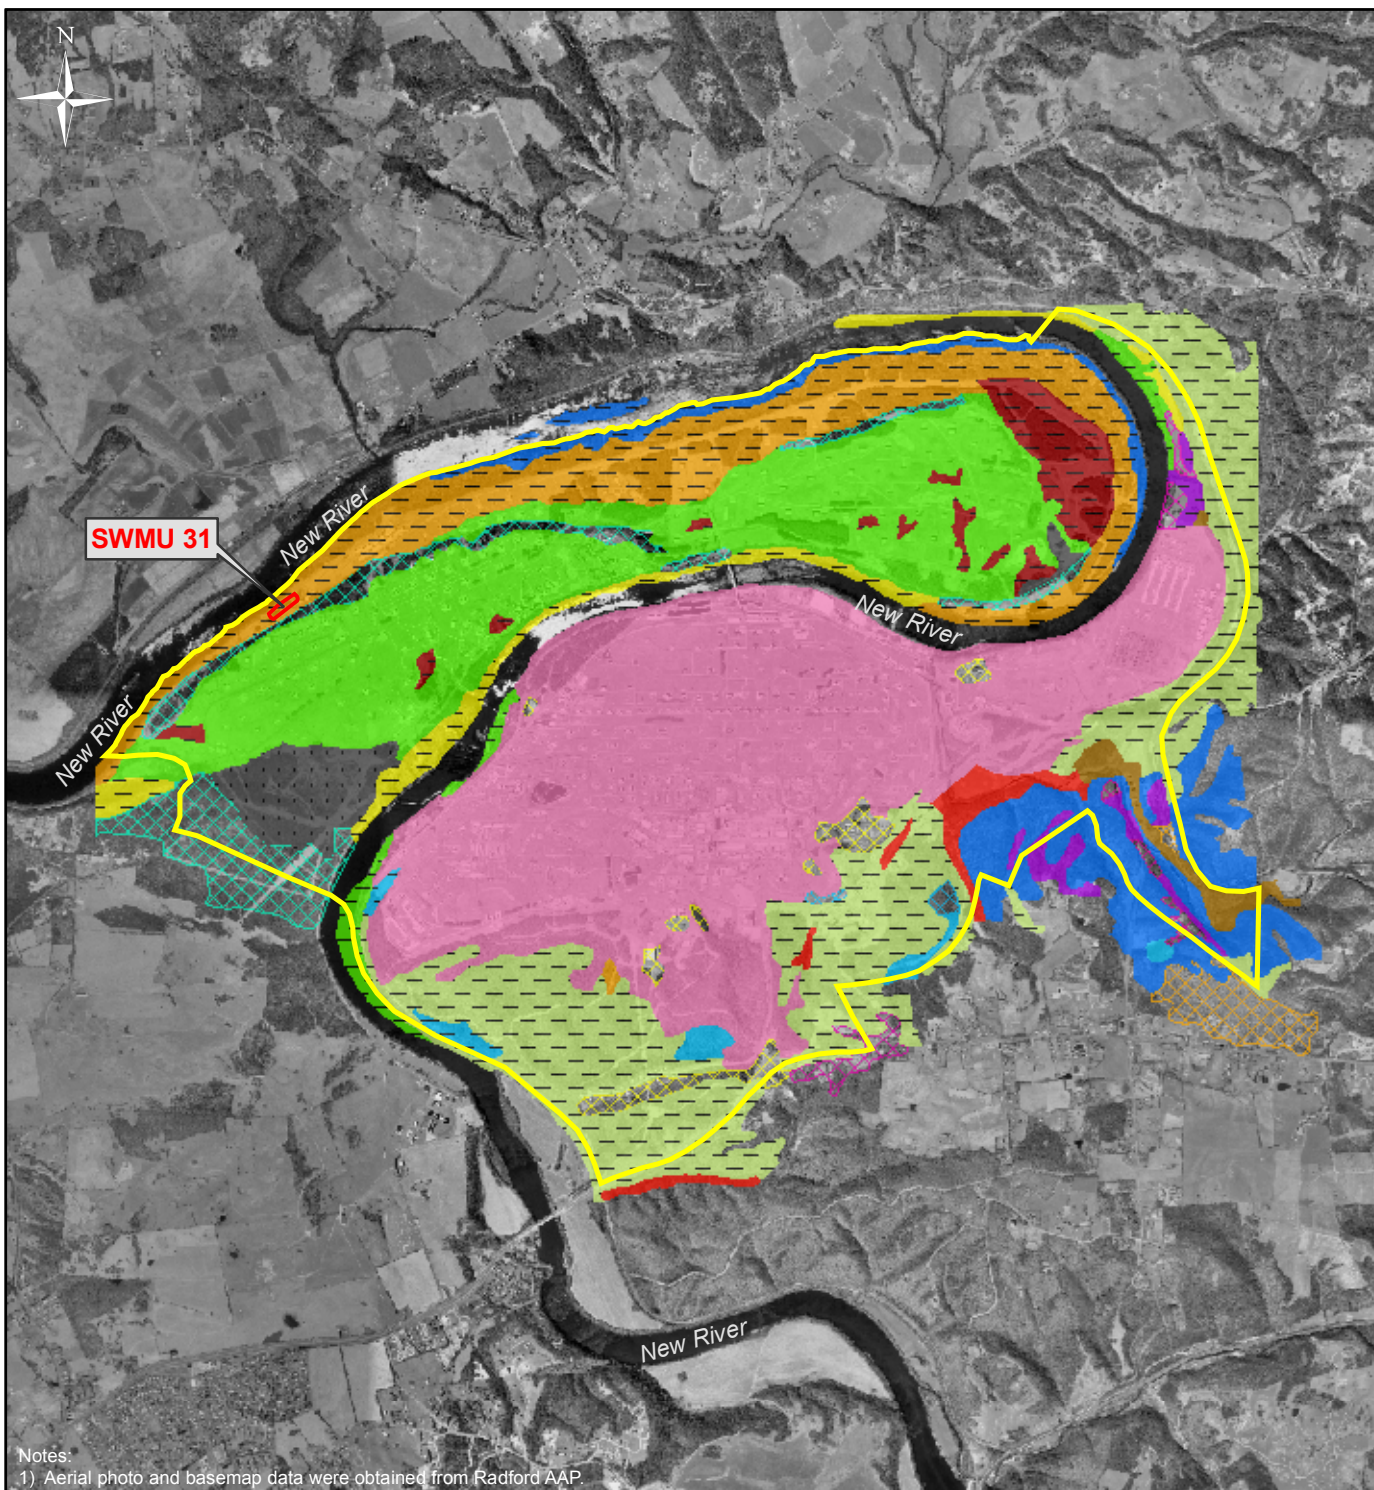 N
New River
SWMU 31
New River
New River
New River
Notes:
1) Aerial photo and basemap data were obtained from Radford AAP.